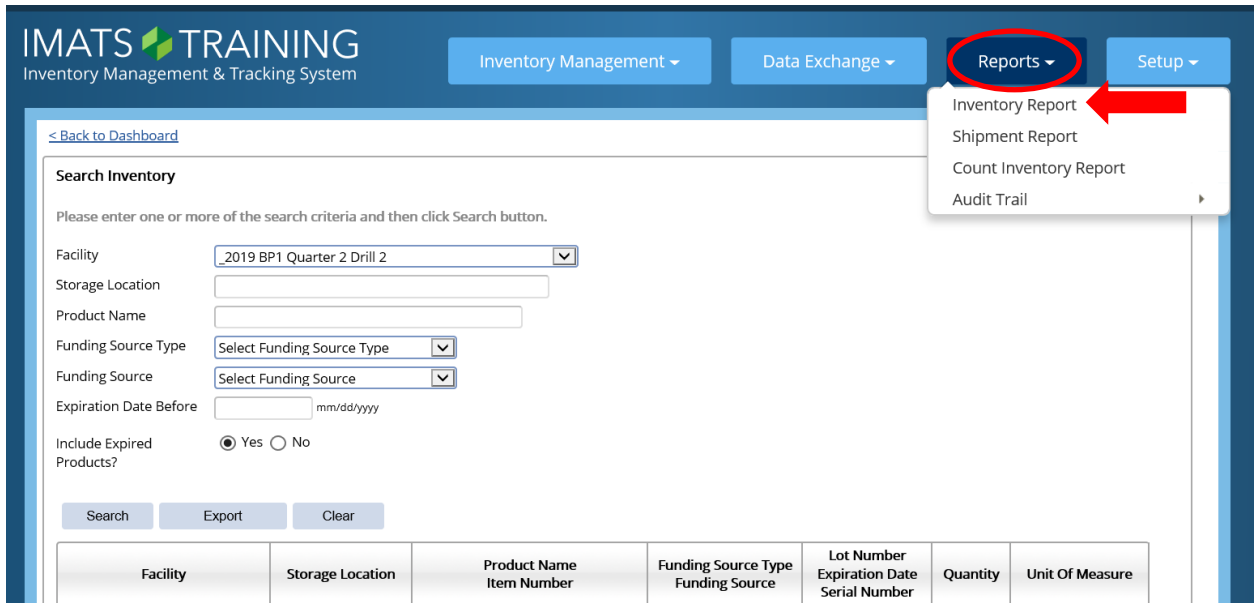 IMATS TRAINING
Inventory Management & Tracking System
Inventory Management
Data Exchange
Reports
Setup
Inventory Report
Shipment Report
Count Inventory Report
Audit Trail
< Back to Dashboard
Search Inventory
Please enter one or more of the search criteria and then click Search button.
Facility
_2019 BP1 Quarter 2 Drill 2
Storage Location
Product Name
Funding Source Type
Select Funding Source Type
Funding Source
Select Funding Source
Expiration Date Before
mm/dd/yyyy
Include Expired
Products?
Yes No
Search Export Clear
Facility
Storage Location
Product Name
Item Number
Funding Source Type
Funding Source
Lot Number
Expiration Date
Serial Number
Quantity
Unit Of Measure